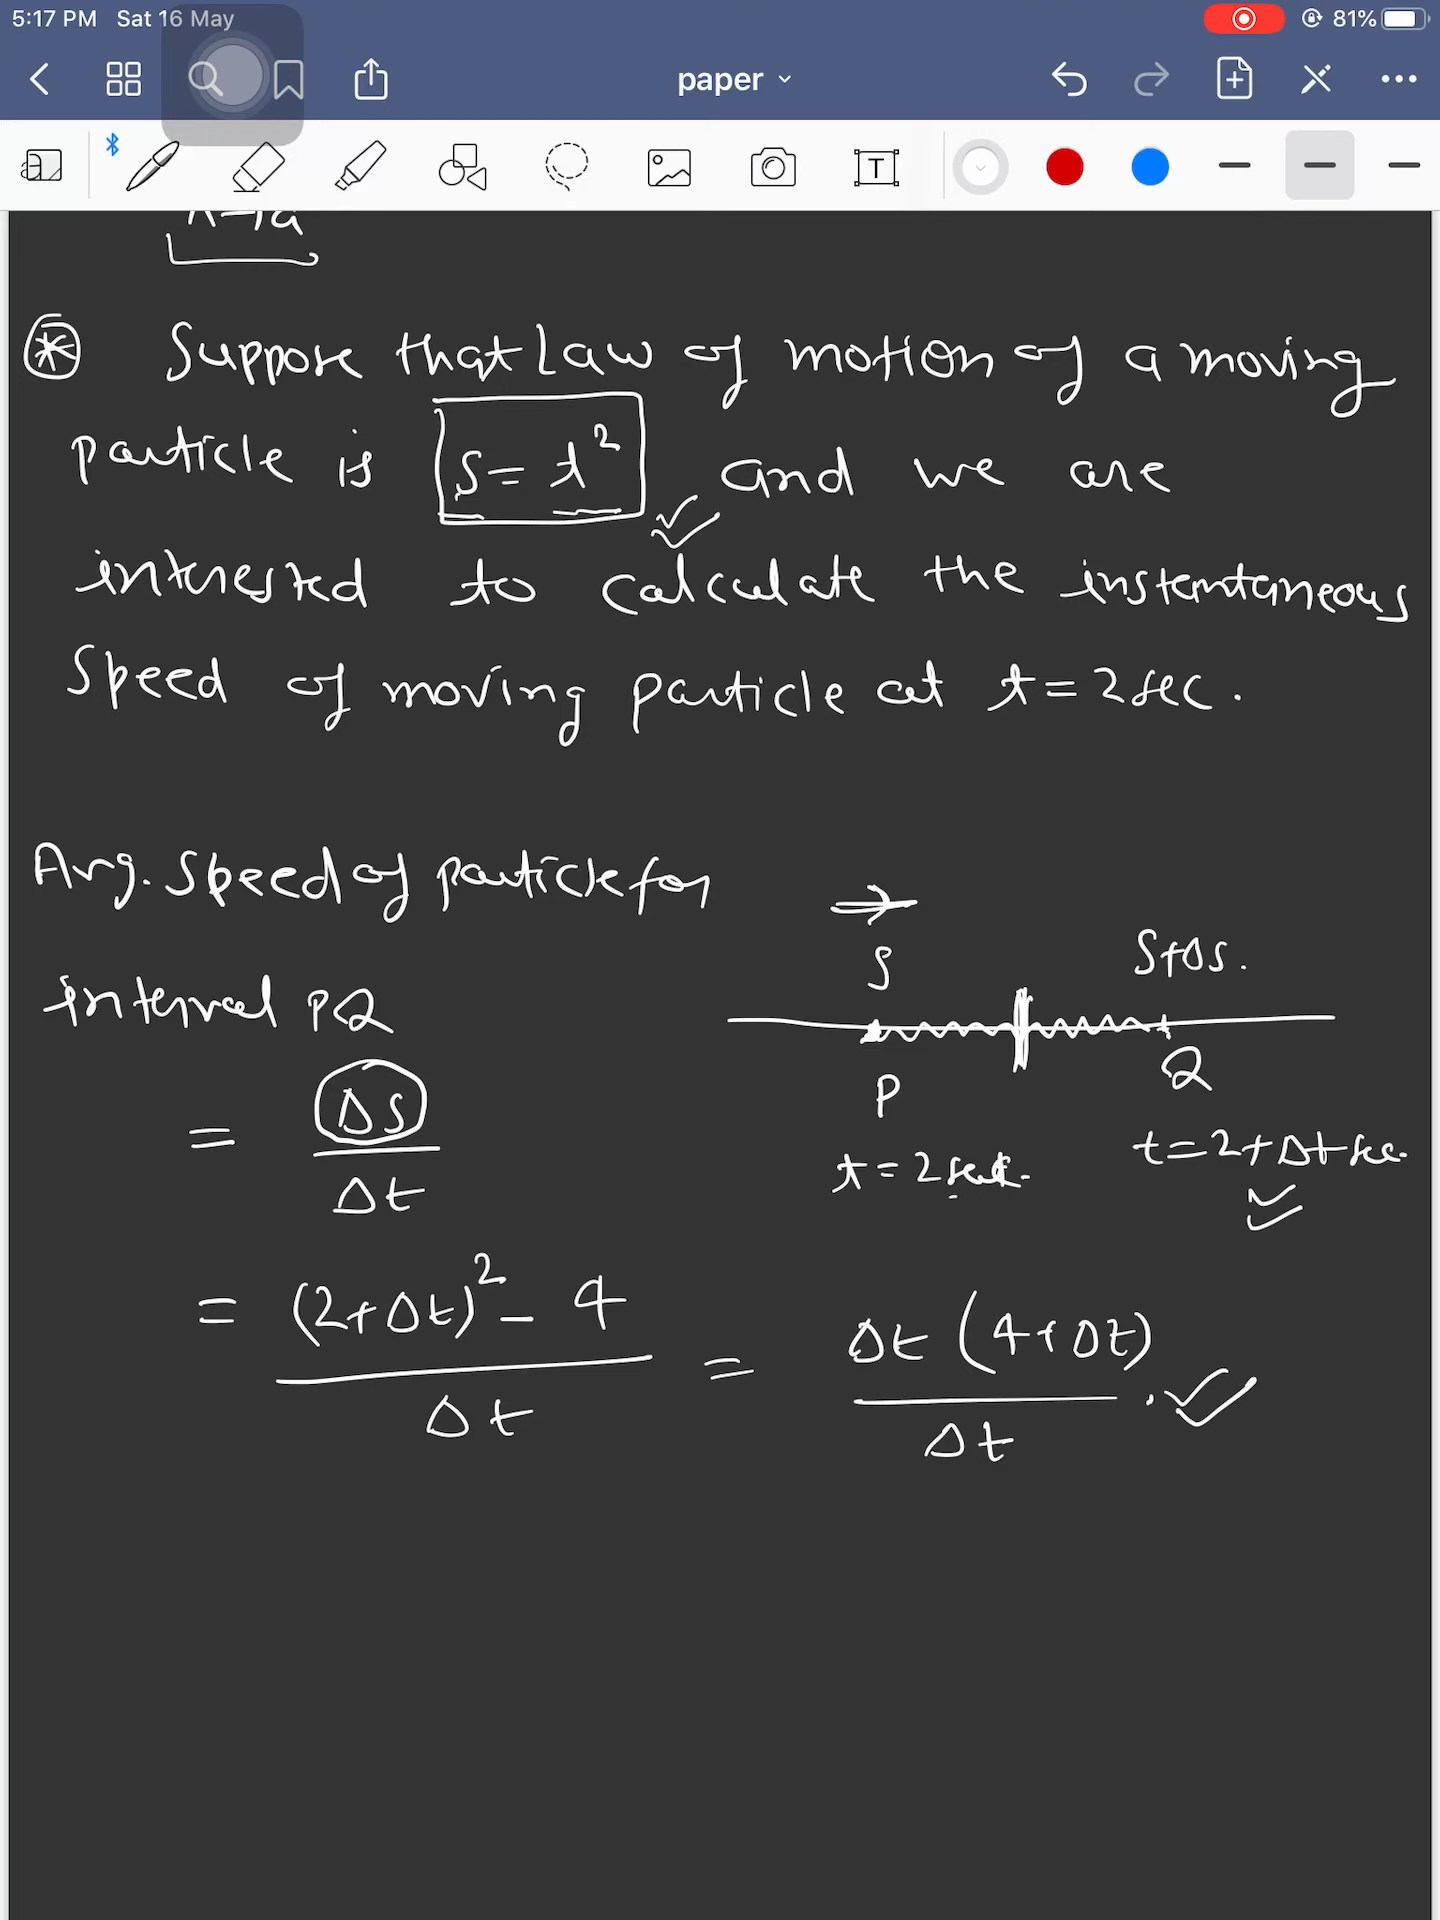 5:17 PM Sat 16 May
81%
paper
T
Suppose that Law of motion of a moving
particle is S = t² and we are
interested to calculate the instentaneous
Speed of moving particle at t = 2 sec.
Avg. Speed of particle for
interval PQ
S
S+Δs.
P
Q
t = 2 sec.
t = 2 + Δt sec.
= ΔS / Δt
= (2+Δt)² - 4 / Δt = Δt (4+Δt) / Δt .